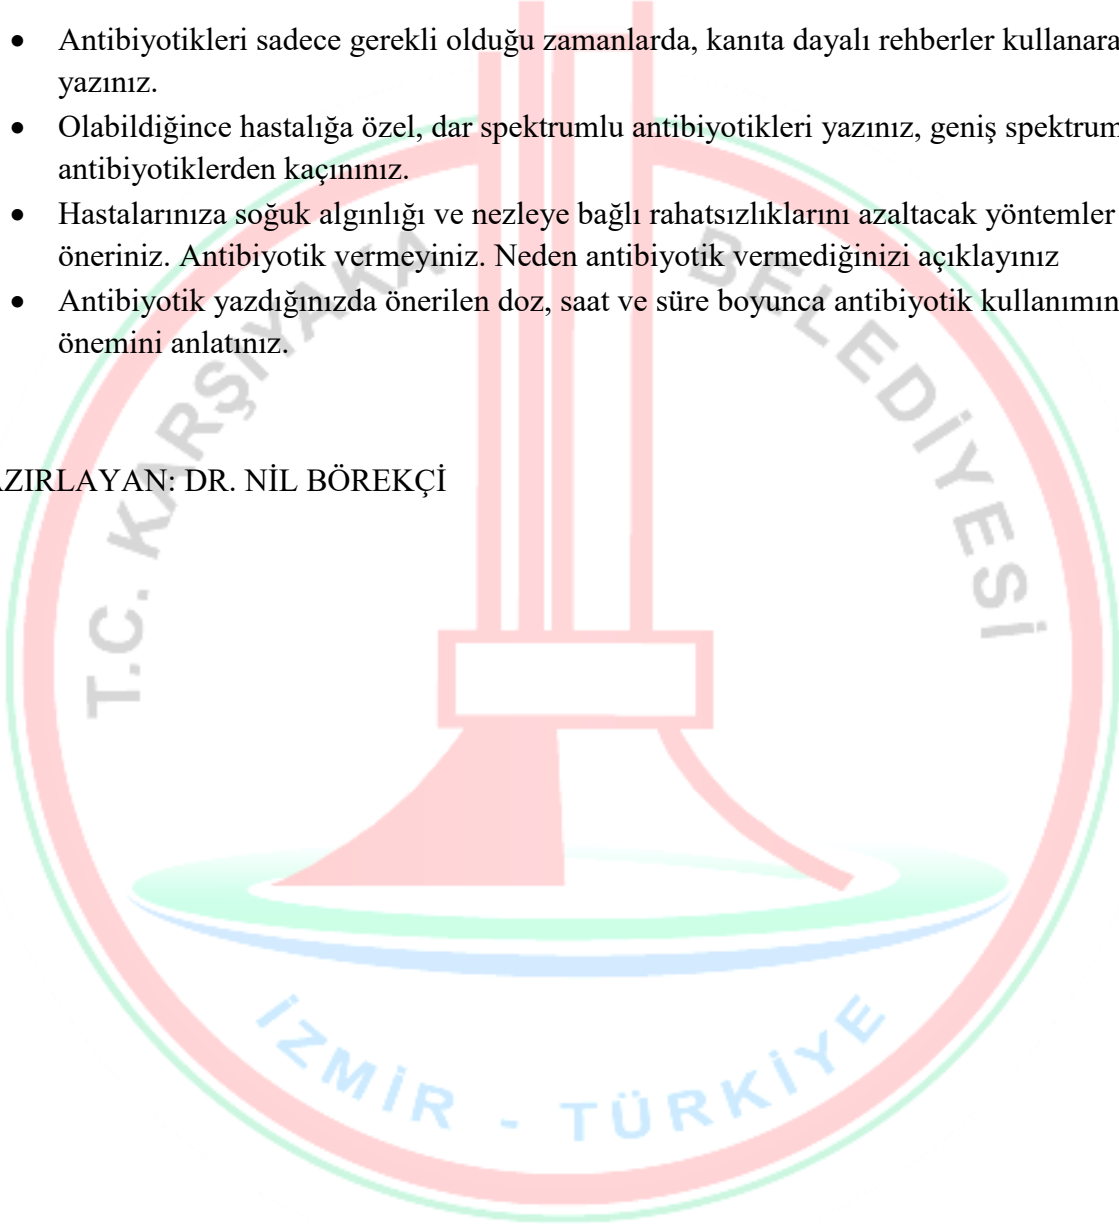 • Antibiyotikleri sadece gerekli olduğu zamanlarda, kanıta dayalı rehberler kullanara
yazınız.
• Olabildiğince hastalığa özel, dar spektrumlu antibiyotikleri yazınız, geniş spektrum
antibiyotiklerden kaçınınız.
• Hastalarınıza soğuk algınlığı ve nezleye bağlı rahatsızlıklarını azaltacak yöntemler
öneriniz. Antibiyotik vermeyiniz. Neden antibiyotik vermediğinizi açıklayınız
• Antibiyotik yazdığınızda önerilen doz, saat ve süre boyunca antibiyotik kullanımın
önemini anlatınız.
AZIRLAYAN: DR. NİL BÖREKÇİ
T.C. KARŞIYAKA BELEDİYESİ
İZMİR - TÜRKİYE